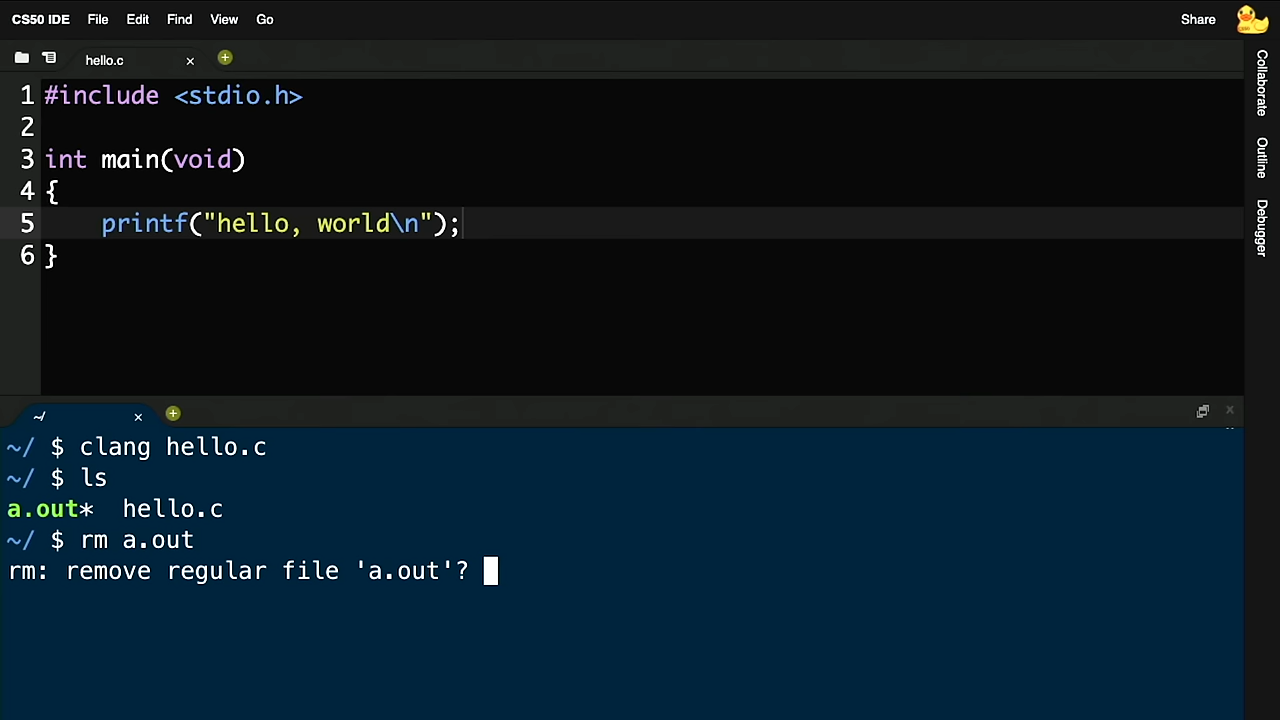 CS50 IDE File Edit Find View Go Share
hello.c
1 #include <stdio.h>
2
3 int main(void)
4 {
5     printf("hello, world\n");
6 }
Collaborate
Outline
Debugger
~/
~/ $ clang hello.c
~/ $ ls
a.out*  hello.c
~/ $ rm a.out
rm: remove regular file 'a.out'?